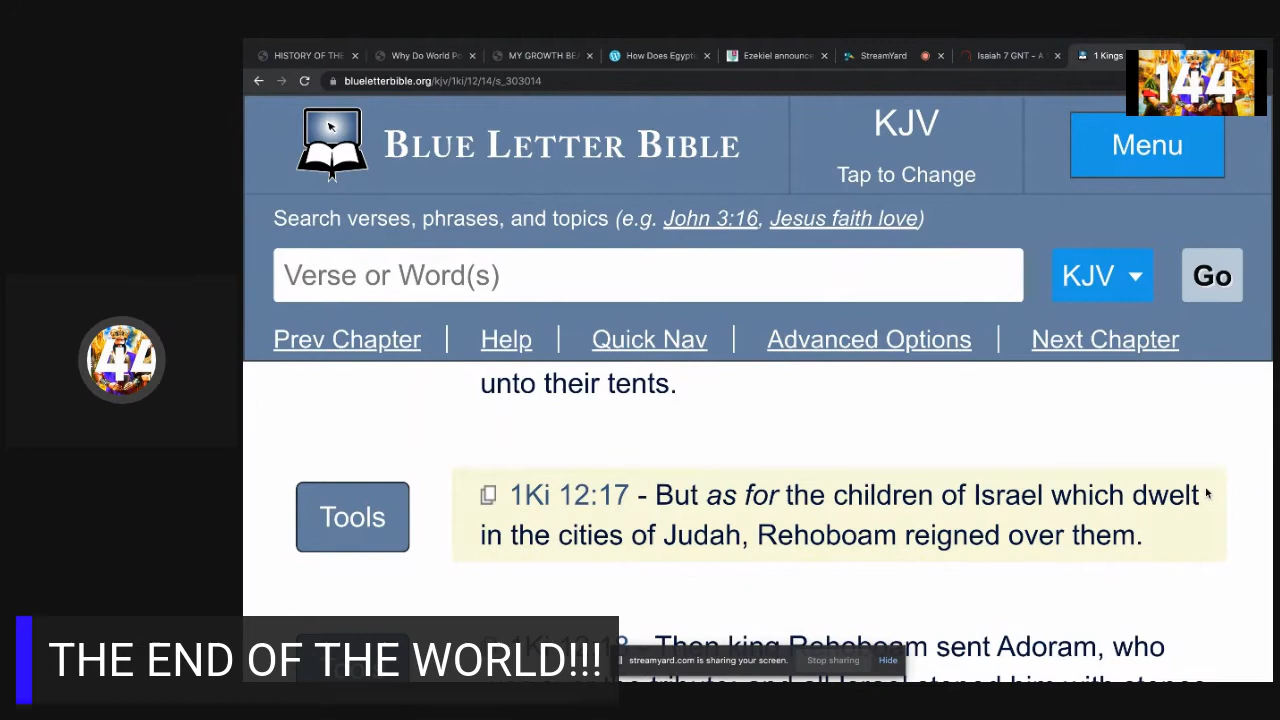 HISTORY OF THE
Why Do World P
MY GROWTH BE
How Does Egypt
Ezekiel announce
StreamYard
Isaiah 7 GNT - A
1 Kings
144
blueletterbible.org/kjv/1ki/12/14/s_303014
BLUE LETTER BIBLE
KJV
Tap to Change
Menu
Search verses, phrases, and topics (e.g. John 3:16, Jesus faith love)
Verse or Word(s)
KJV
Go
Prev Chapter
Help
Quick Nav
Advanced Options
Next Chapter
unto their tents.
44
Tools
1Ki 12:17 - But as for the children of Israel which dwelt
in the cities of Judah, Rehoboam reigned over them.
1Ki 12:18 - Then king Rehoboam sent Adoram, who
streamyard.com is sharing your screen.
Stop sharing
Hide
THE END OF THE WORLD!!!